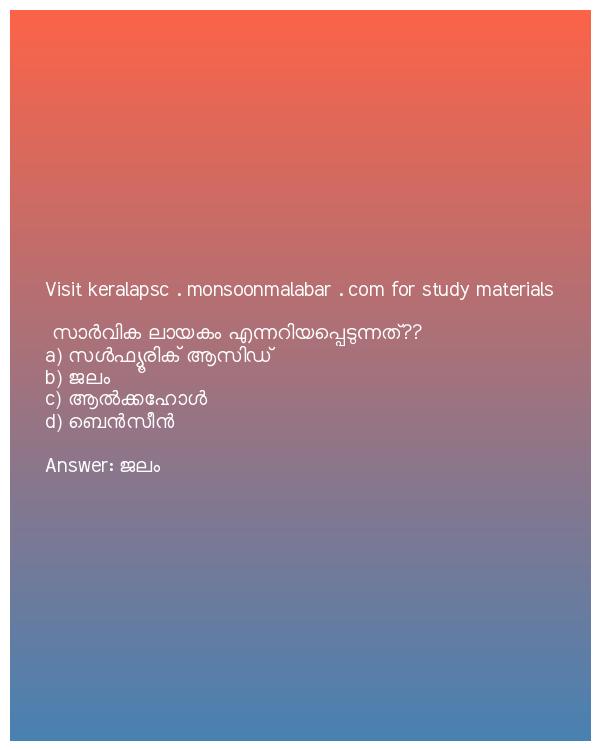 Visit keralapsc . monsoonmalabar . com for study materials
സാർവിക ലായകം എന്നറിയപ്പെടുന്നത്??
a) സൾഫ്യൂരിക് ആസിഡ്
b) ജലം
c) ആൽക്കഹോൾ
d) ബെൻസീൻ
Answer: ജലം